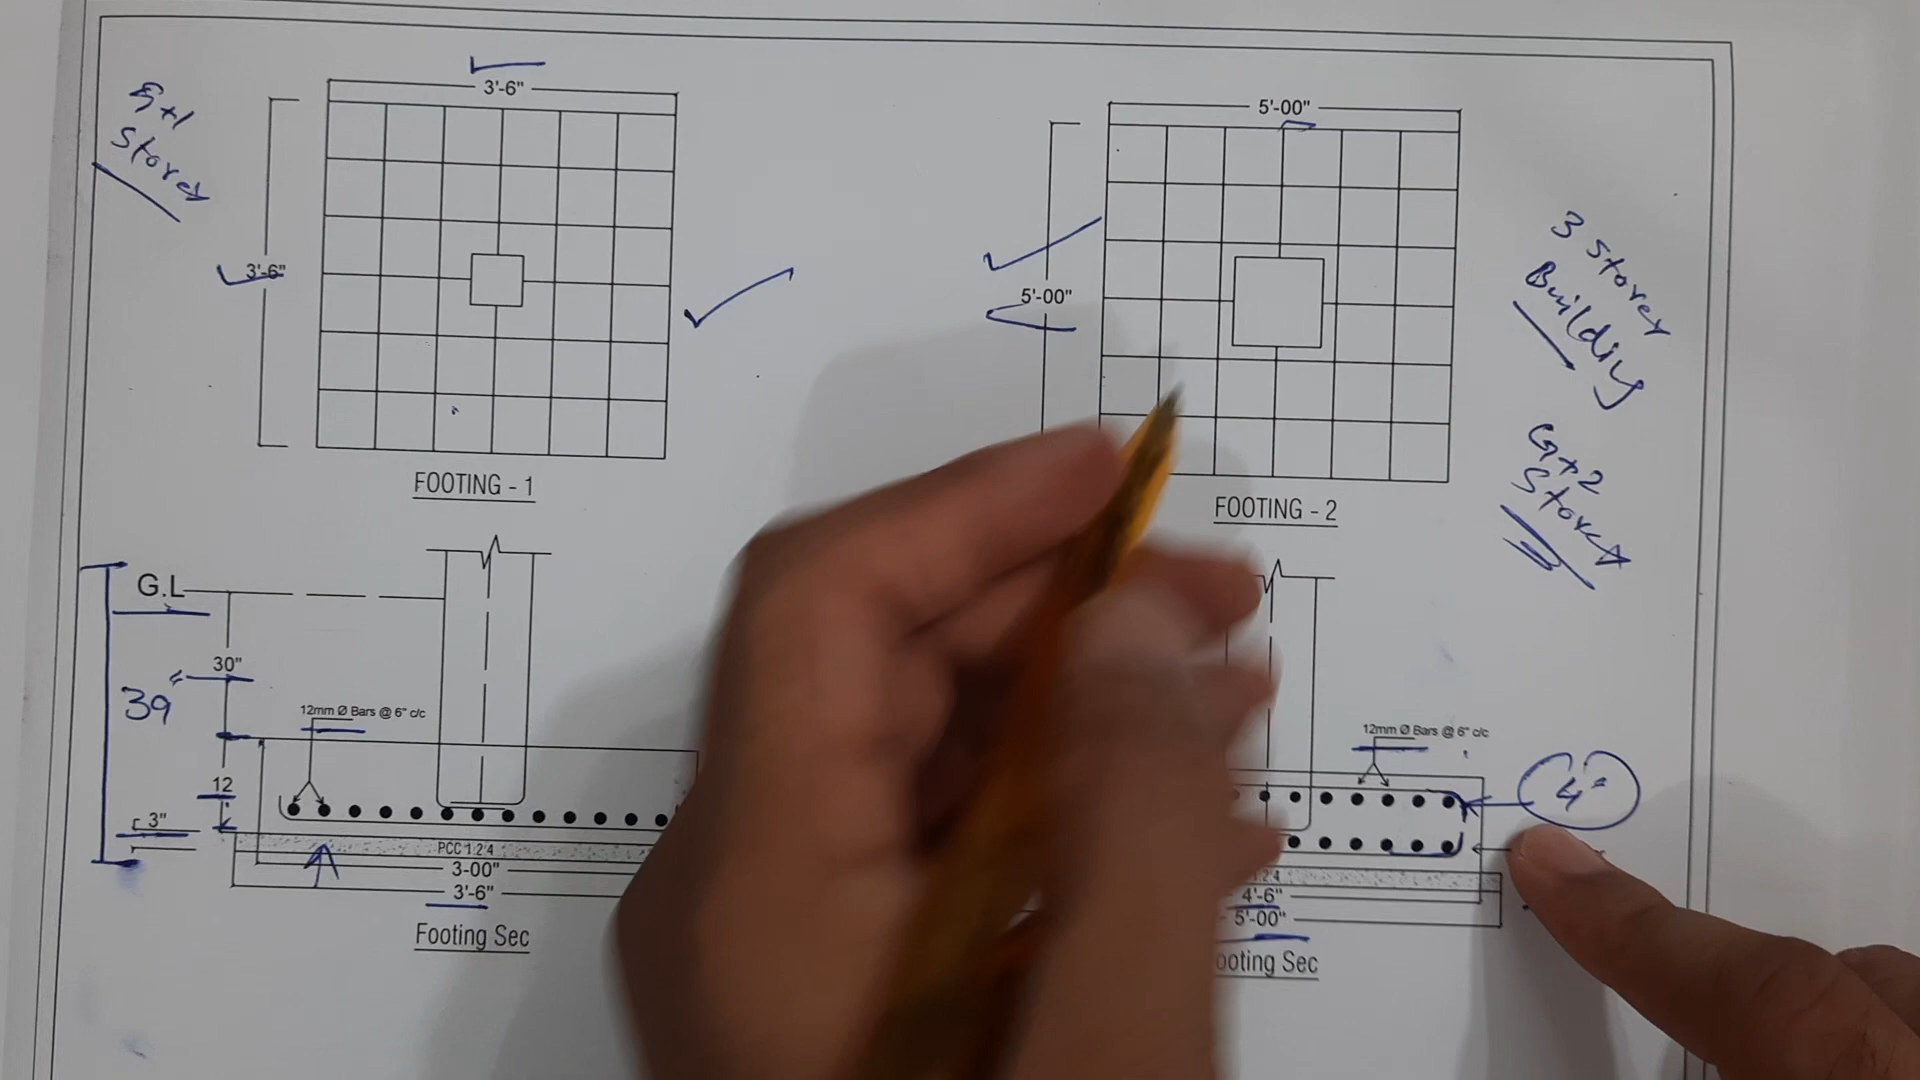 G+1
Storey
3'-6"
3'-6"
FOOTING - 1
5'-00"
5'-00"
FOOTING - 2
3 Storey
Building
G+2
Storey
G.L
30"
39"
12
3"
12mm Ø Bars @ 6" c/c
PCC 1 2 4
3-00"
3'-6"
Footing Sec
12mm Ø Bars @ 6" c/c
4"
2 4
4'-6"
5'-00"
ooting Sec